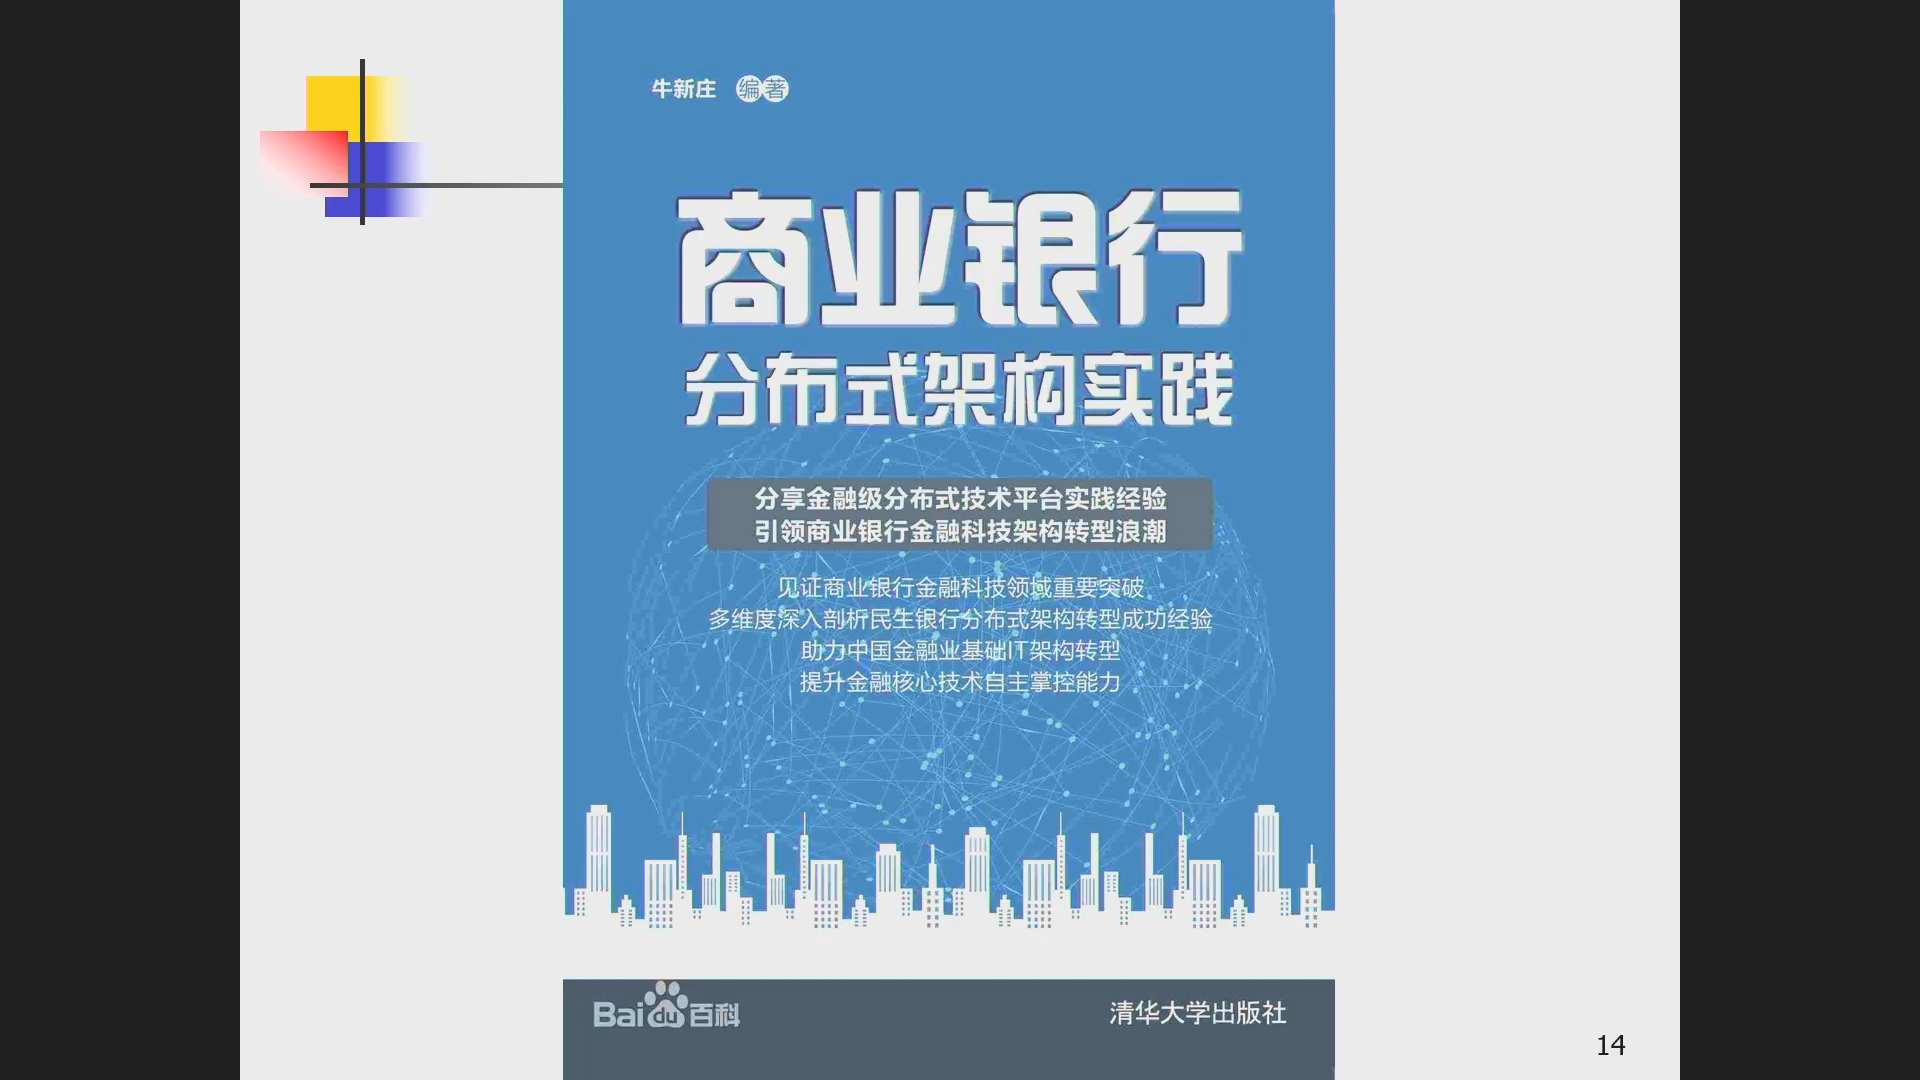 牛新庄 编著
商业银行
分布式架构实践
分享金融级分布式技术平台实践经验
引领商业银行金融科技架构转型浪潮
见证商业银行金融科技领域重要突破
多维度深入剖析民生银行分布式架构转型成功经验
助力中国金融业基础IT架构转型
提升金融核心技术自主掌控能力
Bai du 百科
清华大学出版社
14